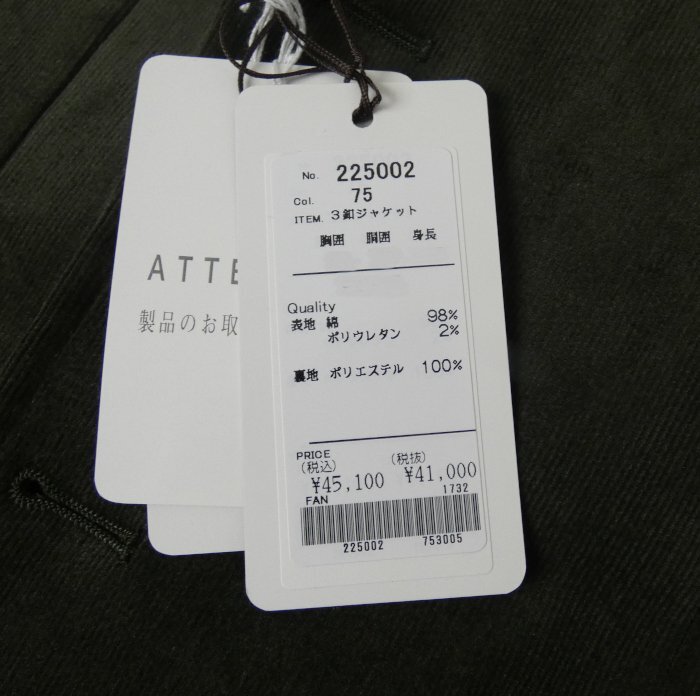 No. 225002
Col. 75
ITEM. 3釦ジャケット
胸囲 胴囲 身長
Quality
表地 綿 98%
ポリウレタン 2%
裏地 ポリエステル 100%
PRICE
(税込) (税抜)
¥45,100 ¥41,000
FAN 1732
225002 753005
ATTE
製品のお取